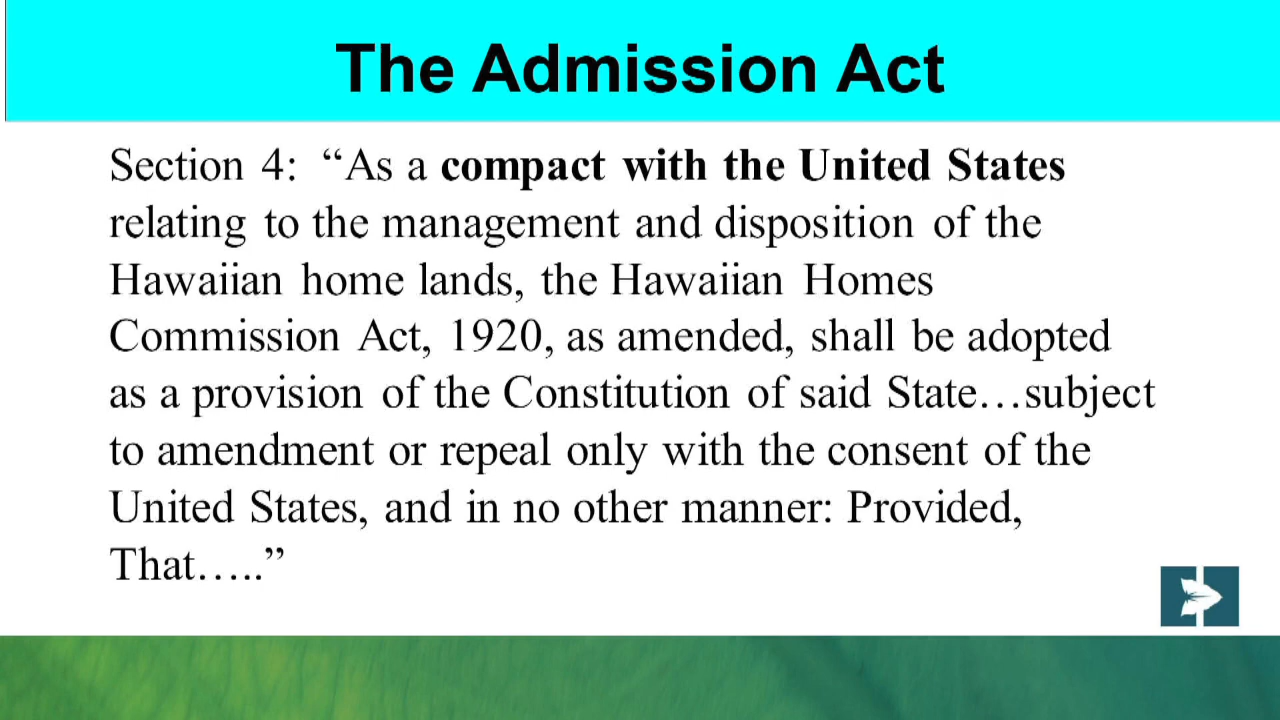 The Admission Act
Section 4: “As a compact with the United States
relating to the management and disposition of the
Hawaiian home lands, the Hawaiian Homes
Commission Act, 1920, as amended, shall be adopted
as a provision of the Constitution of said State…subject
to amendment or repeal only with the consent of the
United States, and in no other manner: Provided,
That…..”